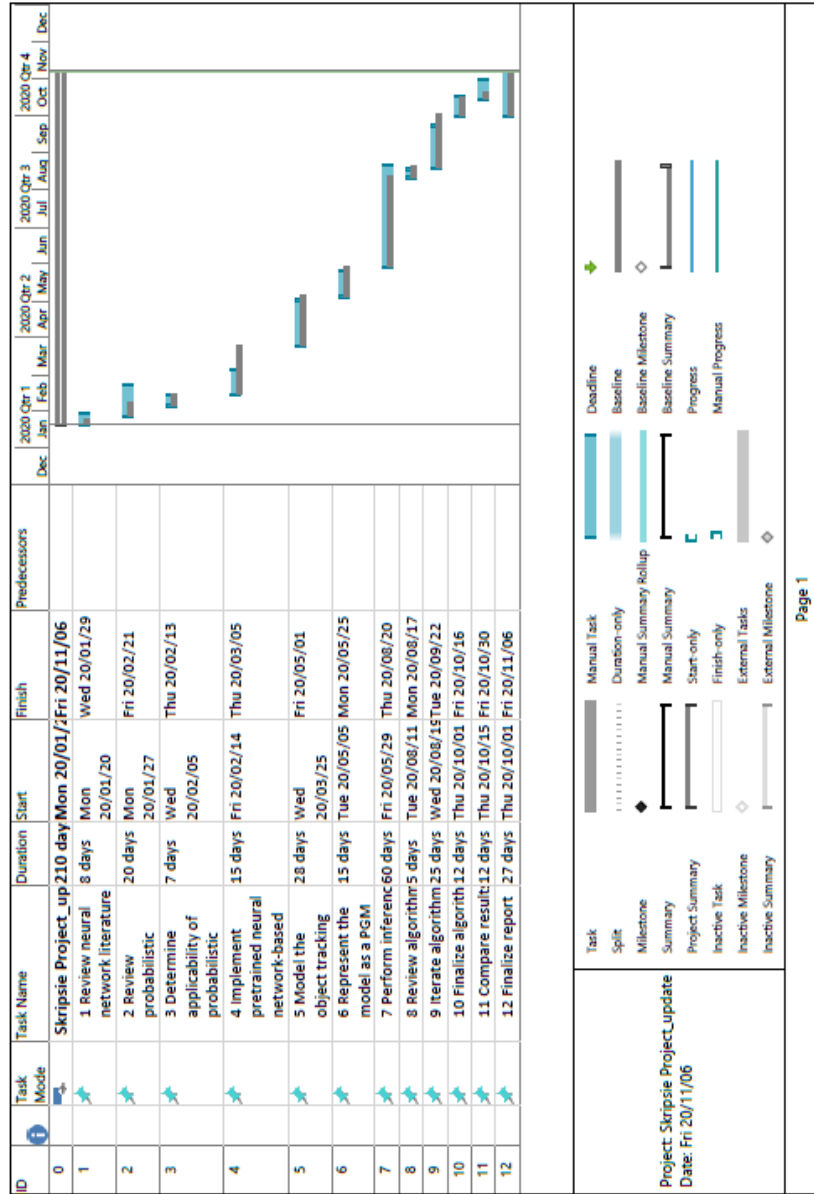 ID Task Mode Task Name Duration Start Finish Predecessors
Dec 2020 Qtr 1 2020 Qtr 2 2020 Qtr 3 2020 Qtr 4
Dec Jan Feb Mar Apr May Jun Jul Aug Sep Oct Nov Dec
0 Skripsie Project_up 210 day Mon 20/01/2 Fri 20/11/06
1 1 Review neural network literature 8 days Mon 20/01/20 Wed 20/01/29
2 2 Review probabilistic 20 days Mon 20/01/27 Fri 20/02/21
3 3 Determine applicability of probabilistic 7 days Wed 20/02/05 Thu 20/02/13
4 4 Implement pretrained neural network-based 15 days Fri 20/02/14 Thu 20/03/05
5 5 Model the object tracking 28 days Wed 20/03/25 Fri 20/05/01
6 6 Represent the model as a PGM 15 days Tue 20/05/05 Mon 20/05/25
7 7 Perform inferenc 60 days Fri 20/05/29 Thu 20/08/20
8 8 Review algorithm 5 days Tue 20/08/11 Mon 20/08/17
9 9 Iterate algorithm 25 days Wed 20/08/19 Tue 20/09/22
10 10 Finalize algorith 12 days Thu 20/10/01 Fri 20/10/16
11 11 Compare result: 12 days Thu 20/10/15 Fri 20/10/30
12 12 Finalize report 27 days Thu 20/10/01 Fri 20/11/06
Project: Skripsie Project_update
Date: Fri 20/11/06
Task
Split
Milestone
Summary
Project Summary
Inactive Task
Inactive Milestone
Inactive Summary
Manual Task
Duration-only
Manual Summary Rollup
Manual Summary
Start-only
Finish-only
External Tasks
External Milestone
Deadline
Baseline
Baseline Milestone
Baseline Summary
Progress
Manual Progress
Page 1